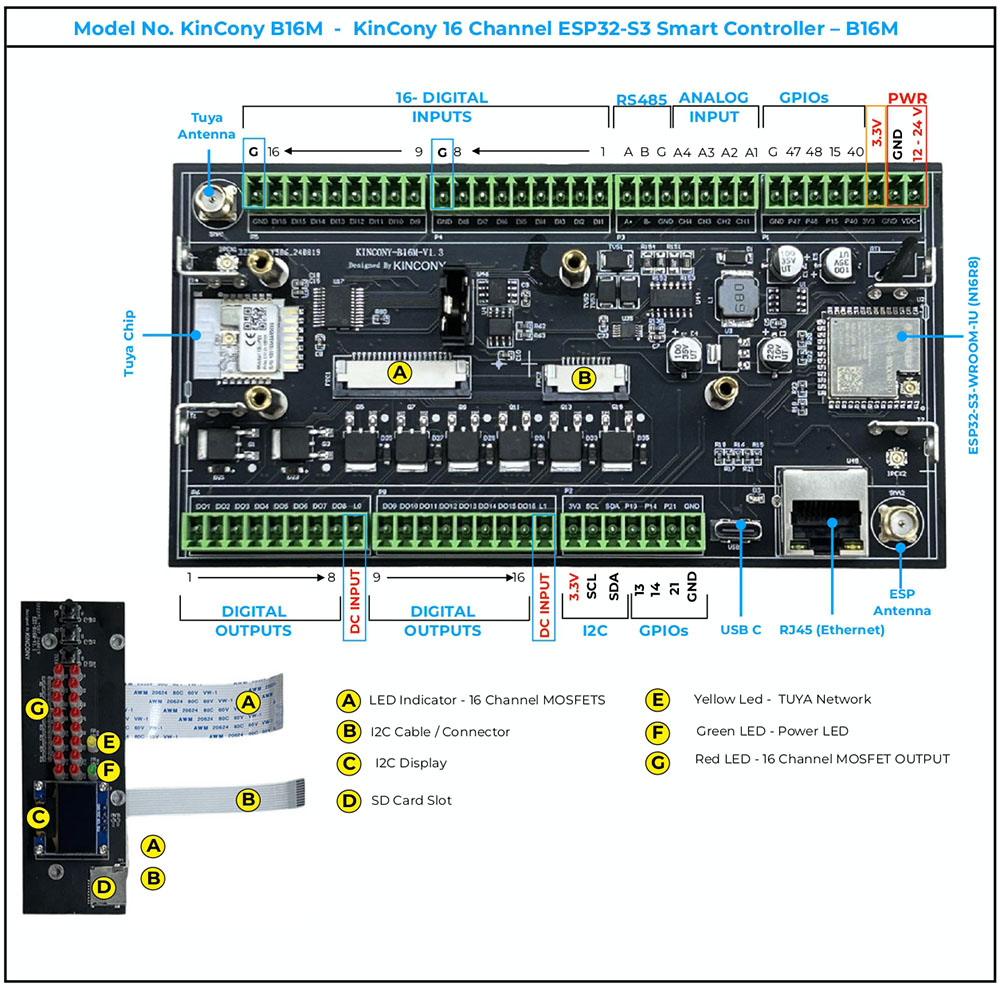 Model No. KinCony B16M - KinCony 16 Channel ESP32-S3 Smart Controller – B16M
16- DIGITAL INPUTS
RS485
ANALOG INPUT
GPIOs
PWR
Tuya Antenna
G 16 9 G 8 1 A B G A4 A3 A2 A1 G 47 48 15 40 3.3V GND 12 - 24 V
GND DI16 DI15 DI14 DI13 DI12 DI11 DI10 DI9 GND DI8 DI7 DI6 DI5 DI4 DI3 DI2 DI1 A+ B- GND CH4 CH3 CH2 CH1 GND P47 P48 P15 P40 3V3 GND VDC+
P5 P4 P3 P1
KINCONY-B16M-V1.3
Designed By KINCONY
Tuya Chip
ESP32-S3-WROOM-1U (N16R8)
A
B
DO1 DO2 DO3 DO4 DO5 DO6 DO7 DO8 L0 DO9 DO10 DO11 DO12 DO13 DO14 DO15 DO16 L1 3V3 SCL SDA P13 P14 P21 GND
1 8 DC INPUT 9 16 DC INPUT 3.3V SCL SDA 13 14 21 GND
DIGITAL OUTPUTS
DIGITAL OUTPUTS
I2C
GPIOs
USB C
RJ45 (Ethernet)
ESP Antenna
AWM 20624 80C 60V VW-1
A
B
G
E
F
C
D
A
B
A LED Indicator - 16 Channel MOSFETS
B I2C Cable / Connector
C I2C Display
D SD Card Slot
E Yellow Led - TUYA Network
F Green LED - Power LED
G Red LED - 16 Channel MOSFET OUTPUT